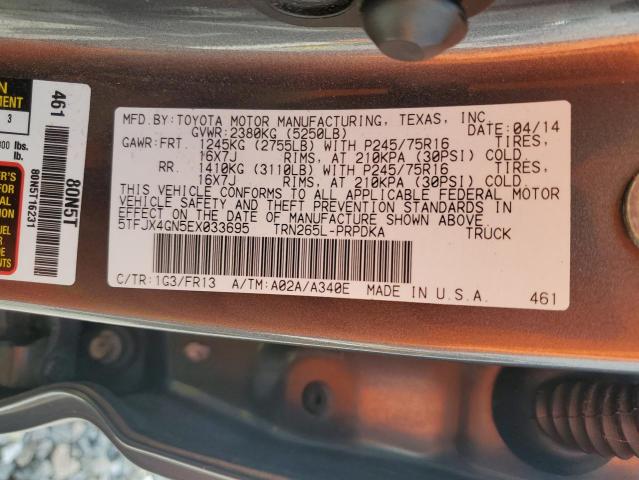 MFD.BY:TOYOTA MOTOR MANUFACTURING, TEXAS, INC.
GVWR:2380KG (5250LB) DATE:04/14
GAWR:FRT. 1245KG (2755LB) WITH P245/75R16 TIRES,
16X7J RIMS, AT 210KPA (30PSI) COLD.
RR. 1410KG (3110LB) WITH P245/75R16 TIRES,
16X7J RIMS, AT 210KPA (30PSI) COLD.
THIS VEHICLE CONFORMS TO ALL APPLICABLE FEDERAL MOTOR
VEHICLE SAFETY AND THEFT PREVENTION STANDARDS IN
EFFECT ON THE DATE OF MANUFACTURE SHOWN ABOVE.
5TFJX4GN5EX033695 TRN265L-PRPDKA TRUCK
C/TR:1G3/FR13 A/TM:A02A/A340E MADE IN U.S.A. 461
461
80N5T
80N5T16231
3
lbs.